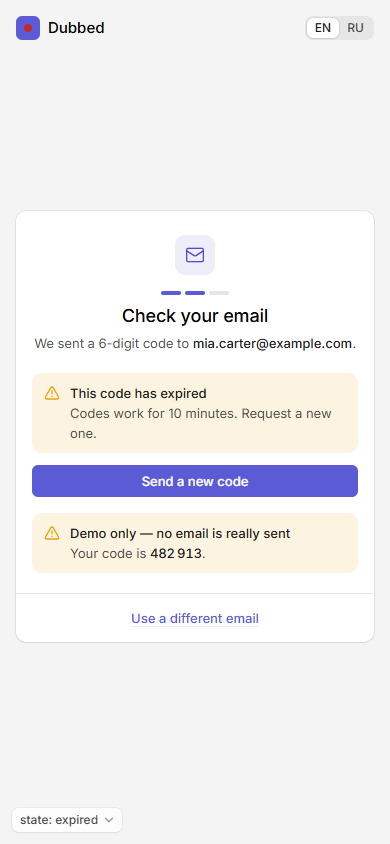 Dubbed
EN RU
Check your email
We sent a 6-digit code to mia.carter@example.com.
This code has expired
Codes work for 10 minutes. Request a new
one.
Send a new code
Demo only — no email is really sent
Your code is 482 913.
Use a different email
state: expired